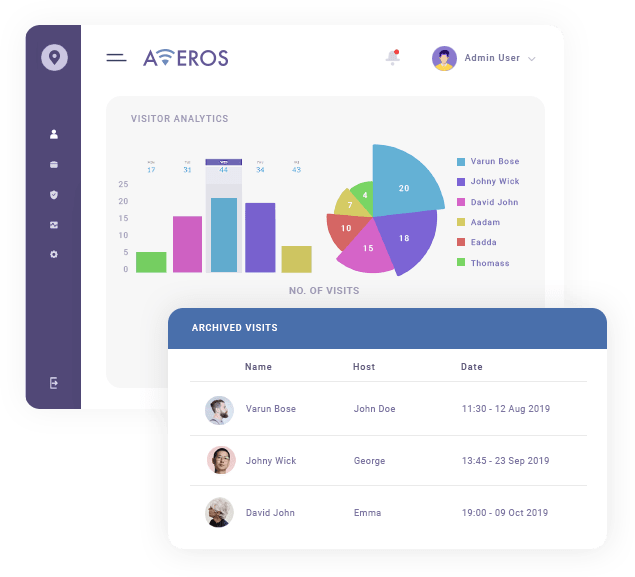 AVEROS
Admin User
VISITOR ANALYTICS
17 31 44 34 43
25
20
15
10
5
0
20
18
15
10
7
4
Varun Bose
Johny Wick
David John
Aadam
Eadda
Thomass
NO. OF VISITS
ARCHIVED VISITS
Name Host Date
Varun Bose John Doe 11:30 - 12 Aug 2019
Johny Wick George 13:45 - 23 Sep 2019
David John Emma 19:00 - 09 Oct 2019